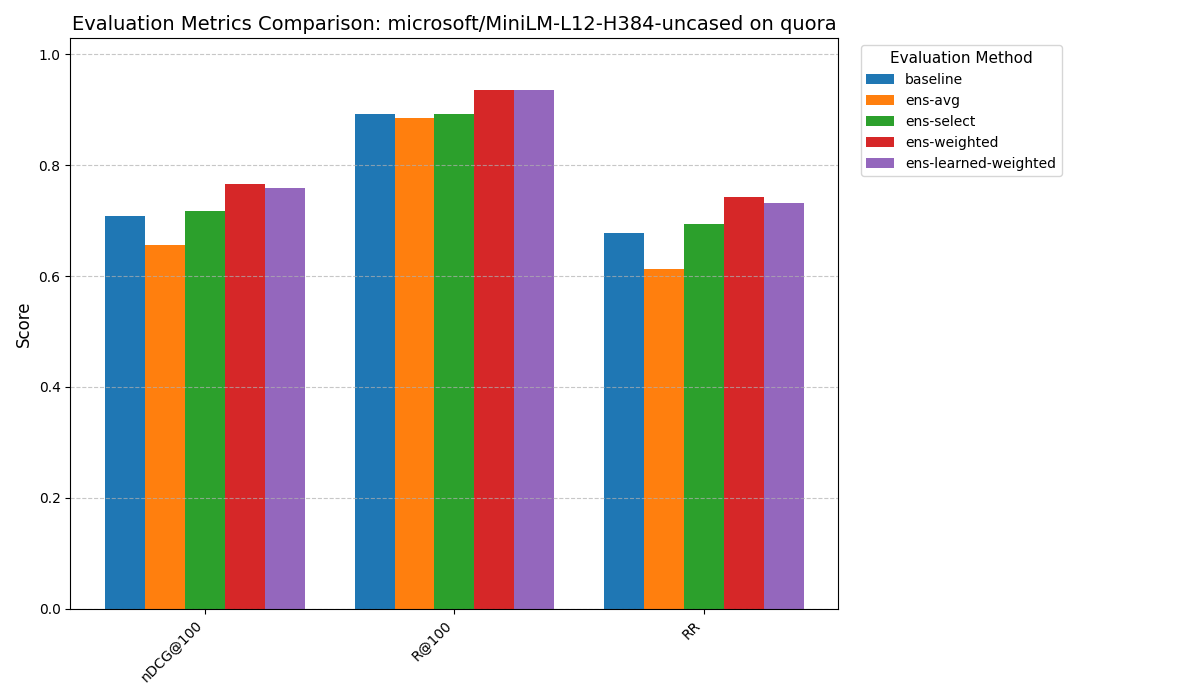 Evaluation Metrics Comparison: microsoft/MiniLM-L12-H384-uncased on quora
Score
1.0
0.8
0.6
0.4
0.2
0.0
nDCG@100
R@100
RR
Evaluation Method
baseline
ens-avg
ens-select
ens-weighted
ens-learned-weighted